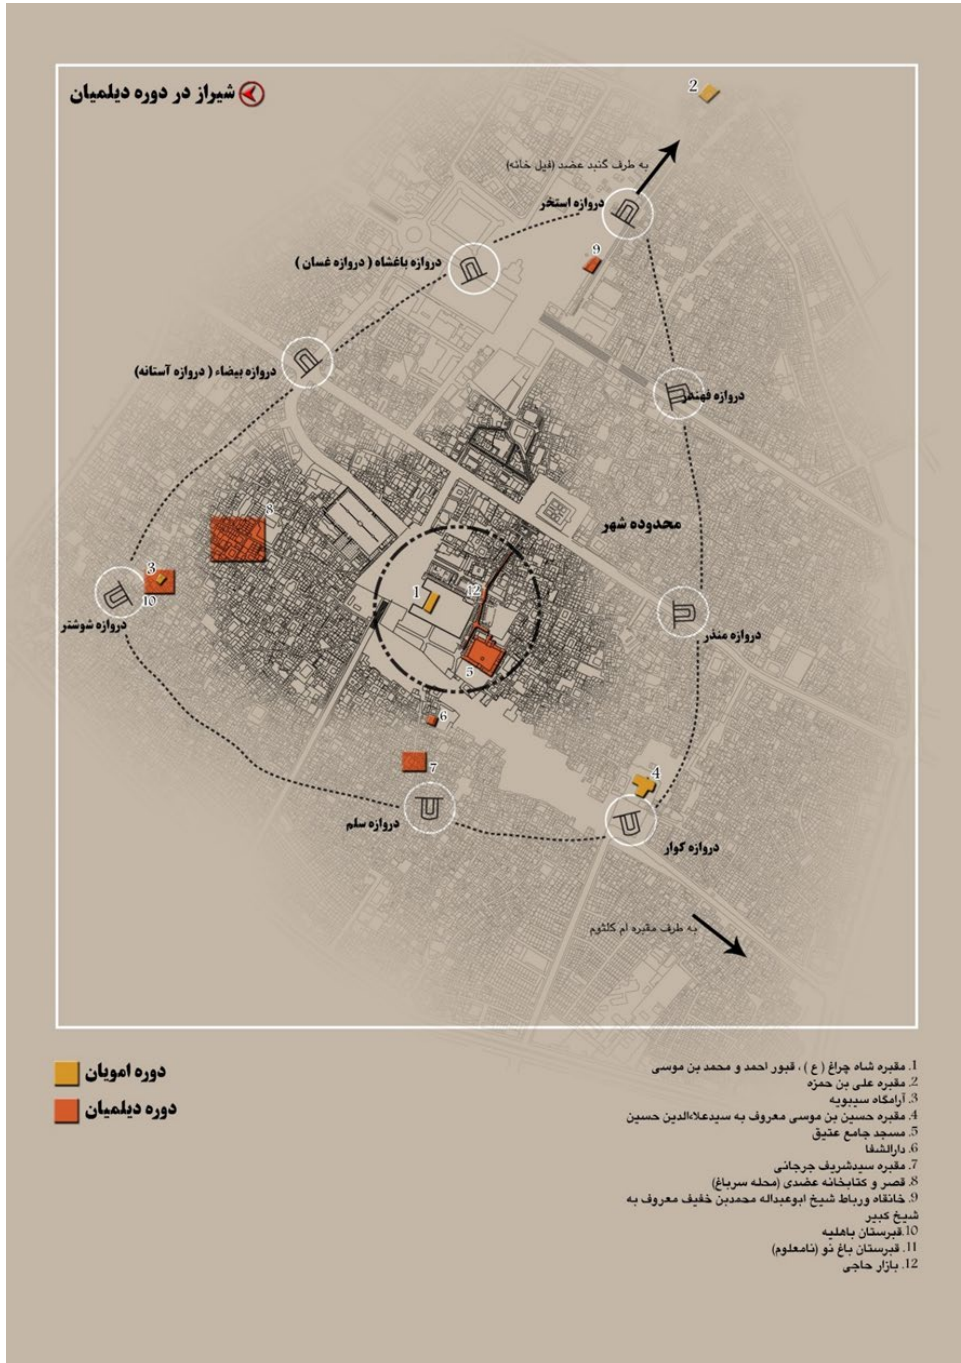 شیراز در دوره دیلمیان
2
به طرف گنبد عضد (فیل خانه)
دروازه استخر
9
دروازه باغشاه ( دروازه غسان )
دروازه بیضاء ( دروازه آستانه)
دروازه قهندز
8
محدوده شهر
3
10
1
12
دروازه شوشتر
دروازه منذر
5
6
7
4
دروازه سلم
دروازه کوار
به طرف مقبره ام کلثوم
دوره امویان
دوره دیلمیان
1. مقبره شاه چراغ ( ع ) ، قبور احمد و محمد بن موسی
2. مقبره علی بن حمزه
3. آرامگاه سیبویه
4. مقبره حسین بن موسی معروف به سیدعلاءالدین حسین
5. مسجد جامع عتیق
6. دارالشفا
7. مقبره سیدشریف جرجانی
8. قصر و کتابخانه عضدی (محله سرباغ)
9. خانقاه ورباط شیخ ابوعبداله محمدبن خفیف معروف به
شیخ کبیر
10.قبرستان باهلیه
11. قبرستان باغ نو (نامعلوم)
12. بازار حاجی